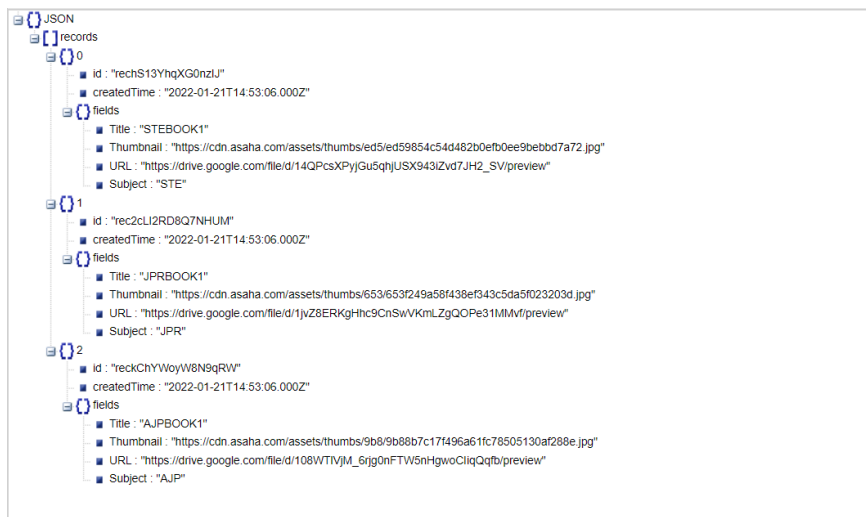 JSON
records
0
id : "rechS13YhqXG0nzIJ"
createdTime : "2022-01-21T14:53:06.000Z"
fields
Title : "STEBOOK1"
Thumbnail : "https://cdn.asaha.com/assets/thumbs/ed5/ed59854c54d482b0efb0ee9bebbd7a72.jpg"
URL : "https://drive.google.com/file/d/14QPcsXPyjGu5qhjUSX943iZvd7JH2_SV/preview"
Subject : "STE"
1
id : "rec2cLI2RD8Q7NHUM"
createdTime : "2022-01-21T14:53:06.000Z"
fields
Title : "JPRBOOK1"
Thumbnail : "https://cdn.asaha.com/assets/thumbs/653/653f249a58f438ef343c5da5f023203d.jpg"
URL : "https://drive.google.com/file/d/1jvZ8ERKgHhc9CnSwVKmLZgQOPe31MMvf/preview"
Subject : "JPR"
2
id : "reckChYWoyW8N9qRW"
createdTime : "2022-01-21T14:53:06.000Z"
fields
Title : "AJPBOOK1"
Thumbnail : "https://cdn.asaha.com/assets/thumbs/9b8/9b88b7c17f496a61fc78505130af288e.jpg"
URL : "https://drive.google.com/file/d/108WTIVjM_6rjg0nFTW5nHgwoCIiqQqfb/preview"
Subject : "AJP"